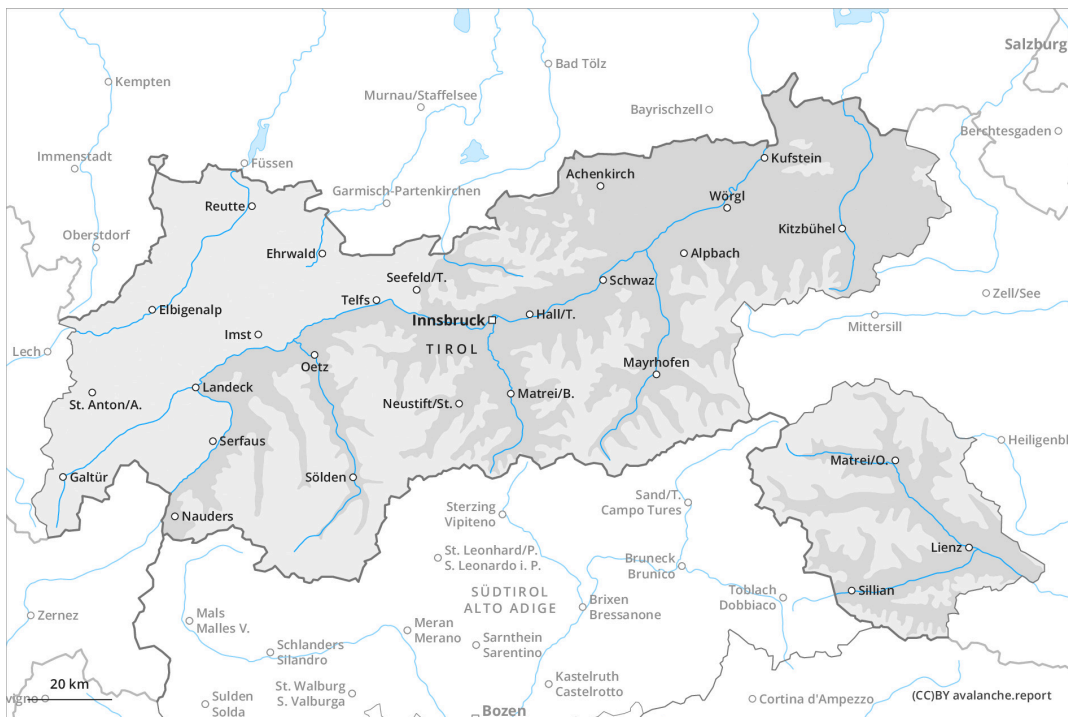 Salzburg
Bad Tölz
Kempten
Murnau/Staffelsee
Bayrischzell
Berchtesgaden
Immenstadt
Füssen
Kufstein
Achenkirch
Garmisch-Partenkirchen
Wörgl
Reutte
Oberstdorf
Kitzbühel
Ehrwald
Alpbach
Seefeld/T.
Schwaz
Zell/See
Telfs
Elbigenalp
Hall/T.
Innsbruck
Mittersill
Imst
TIROL
Lech
Oetz
Mayrhofen
Landeck
Matrei/B.
St. Anton/A.
Neustift/St.
Serfaus
Heiligenbl
Matrei/O.
Galtür
Sölden
Sand/T.
Campo Tures
Sterzing
Vipiteno
Nauders
Lienz
St. Leonhard/P.
S. Leonardo i. P.
Bruneck
Brunico
SÜDTIROL
ALTO ADIGE
Sillian
Toblach
Dobbiaco
Brixen
Bressanone
Zernez
Mals
Malles V.
Meran
Merano
Sarnthein
Sarentino
Schlanders
Silandro
Kastelruth
Castelrotto
20 km
St. Walburg
S. Valburga
vigno
Sulden
Solda
Cortina d'Ampezzo
(CC)BY avalanche.report
Bozen